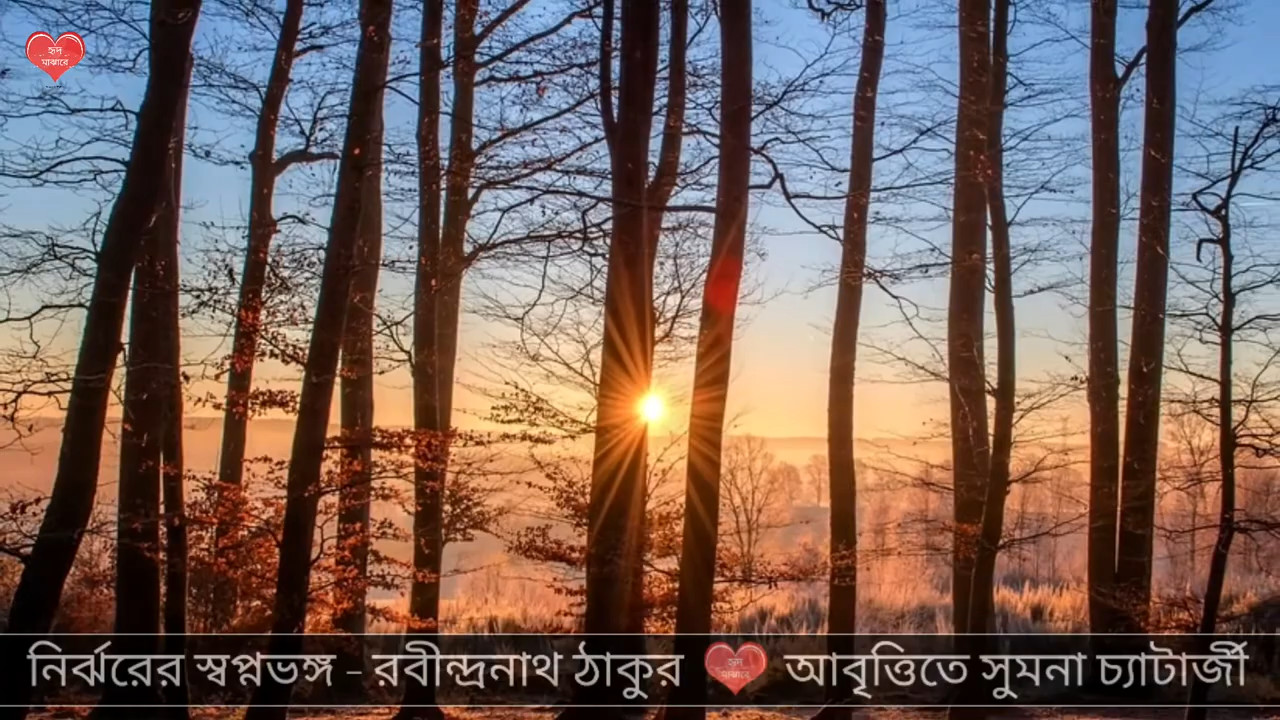 হৃদ
মাঝারে
নির্ঝরের স্বপ্নভঙ্গ - রবীন্দ্রনাথ ঠাকুর হৃদ মাঝারে আবৃত্তিতে সুমনা চ্যাটার্জী